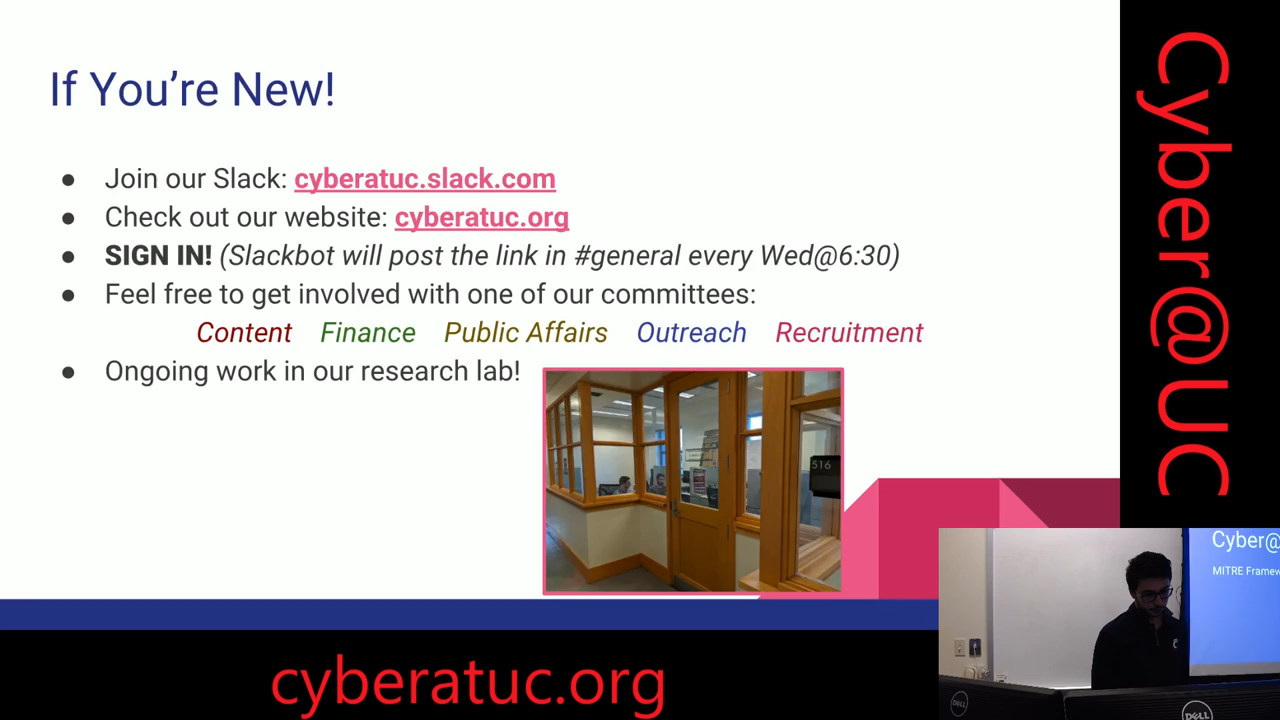 If You're New!
● Join our Slack: cyberatuc.slack.com
● Check out our website: cyberatuc.org
● SIGN IN! (Slackbot will post the link in #general every Wed@6:30)
● Feel free to get involved with one of our committees:
Content Finance Public Affairs Outreach Recruitment
● Ongoing work in our research lab!
516
Cyber@UC
Cyber@
MITRE Framew
DELL
DELL
cyberatuc.org